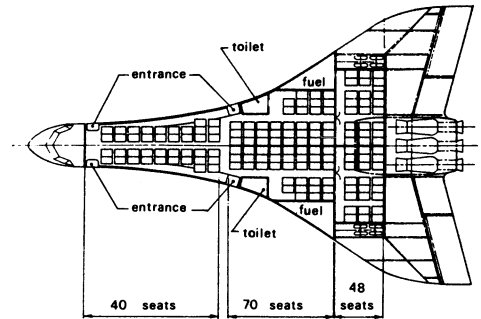 toilet
fuel
entrance
entrance
fuel
toilet
48
40 seats
70 seats
seats